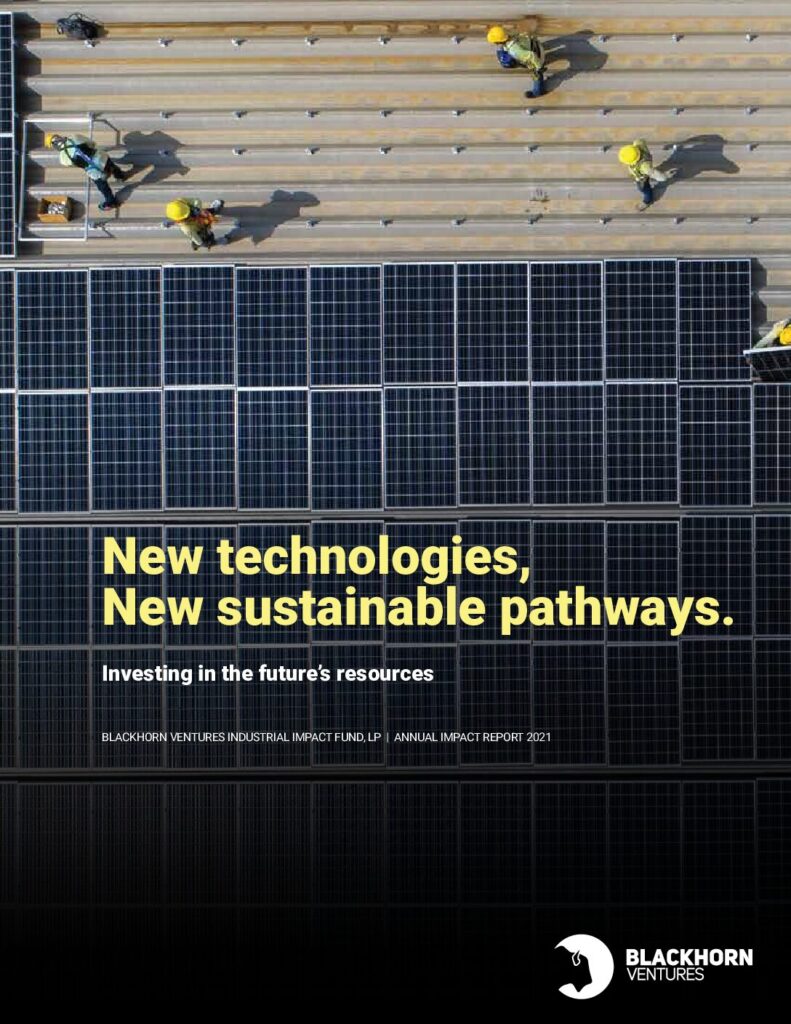 New technologies,
New sustainable pathways.
Investing in the future’s resources
BLACKHORN VENTURES INDUSTRIAL IMPACT FUND, LP | ANNUAL IMPACT REPORT 2021
BLACKHORN
VENTURES